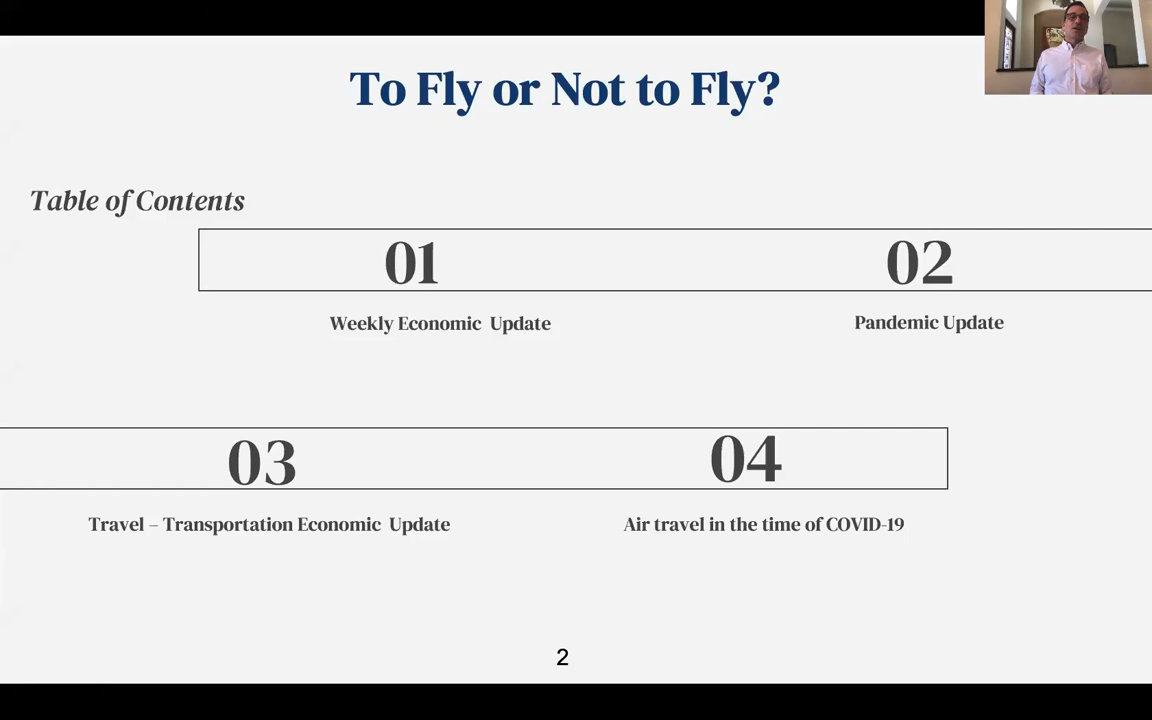 To Fly or Not to Fly?
Table of Contents
01
02
Weekly Economic  Update
Pandemic Update
03
04
Travel – Transportation Economic  Update
Air travel in the time of COVID-19
2